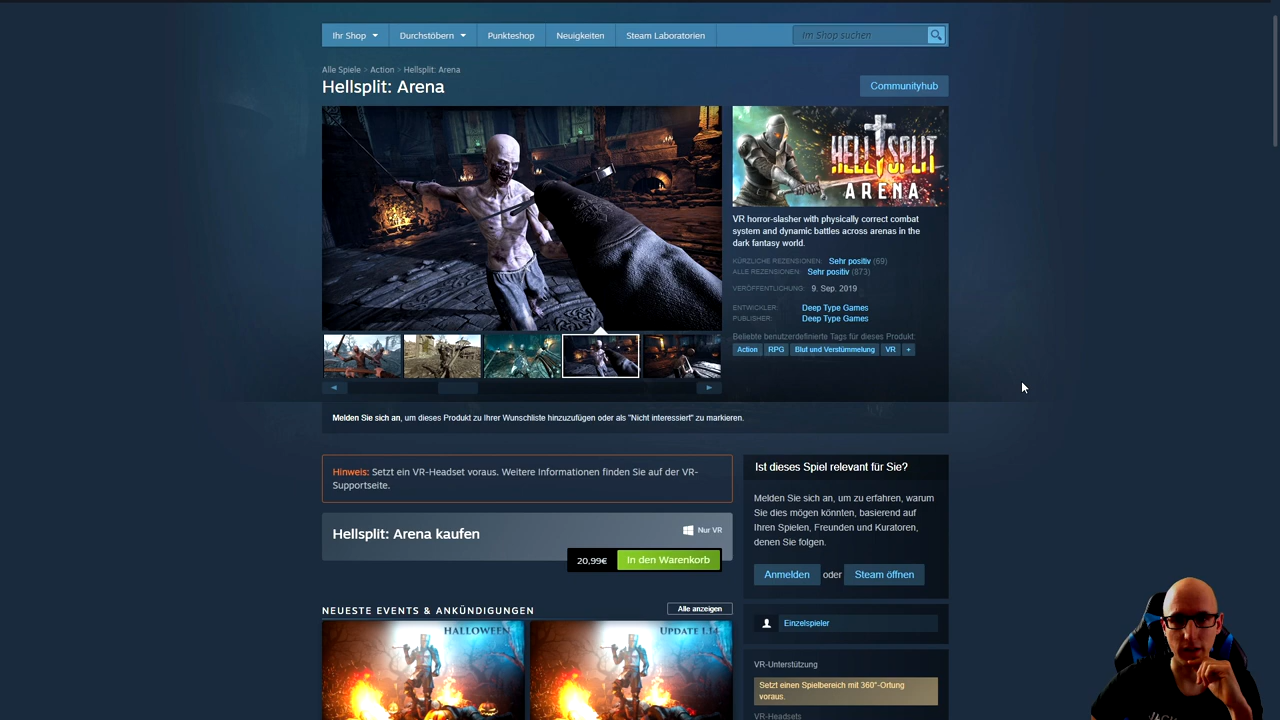 Ihr Shop
Durchstöbern
Punkteshop
Neuigkeiten
Steam Laboratorien
Im Shop suchen
Alle Spiele > Action > Hellsplit: Arena
Hellsplit: Arena
Communityhub
HELLSPLIT
ARENA
VR horror-slasher with physically correct combat
system and dynamic battles across arenas in the
dark fantasy world.
KÜRZLICHE REZENSIONEN: Sehr positiv (69)
ALLE REZENSIONEN: Sehr positiv (873)
VERÖFFENTLICHUNG: 9. Sep. 2019
ENTWICKLER: Deep Type Games
PUBLISHER: Deep Type Games
Beliebte benutzerdefinierte Tags für dieses Produkt:
Action RPG Blut und Verstümmelung VR +
Melden Sie sich an, um dieses Produkt zu Ihrer Wunschliste hinzuzufügen oder als "Nicht interessiert" zu markieren.
Hinweis: Setzt ein VR-Headset voraus. Weitere Informationen finden Sie auf der VR-
Supportseite.
Hellsplit: Arena kaufen
Nur VR
20,99€
In den Warenkorb
NEUESTE EVENTS & ANKÜNDIGUNGEN
Alle anzeigen
HALLOWEEN
UPDATE 1.14
Ist dieses Spiel relevant für Sie?
Melden Sie sich an, um zu erfahren, warum
Sie dies mögen könnten, basierend auf
Ihren Spielen, Freunden und Kuratoren,
denen Sie folgen.
Anmelden oder Steam öffnen
Einzelspieler
VR-Unterstützung
Setzt einen Spielbereich mit 360°-Ortung
voraus.
VR-Headsets